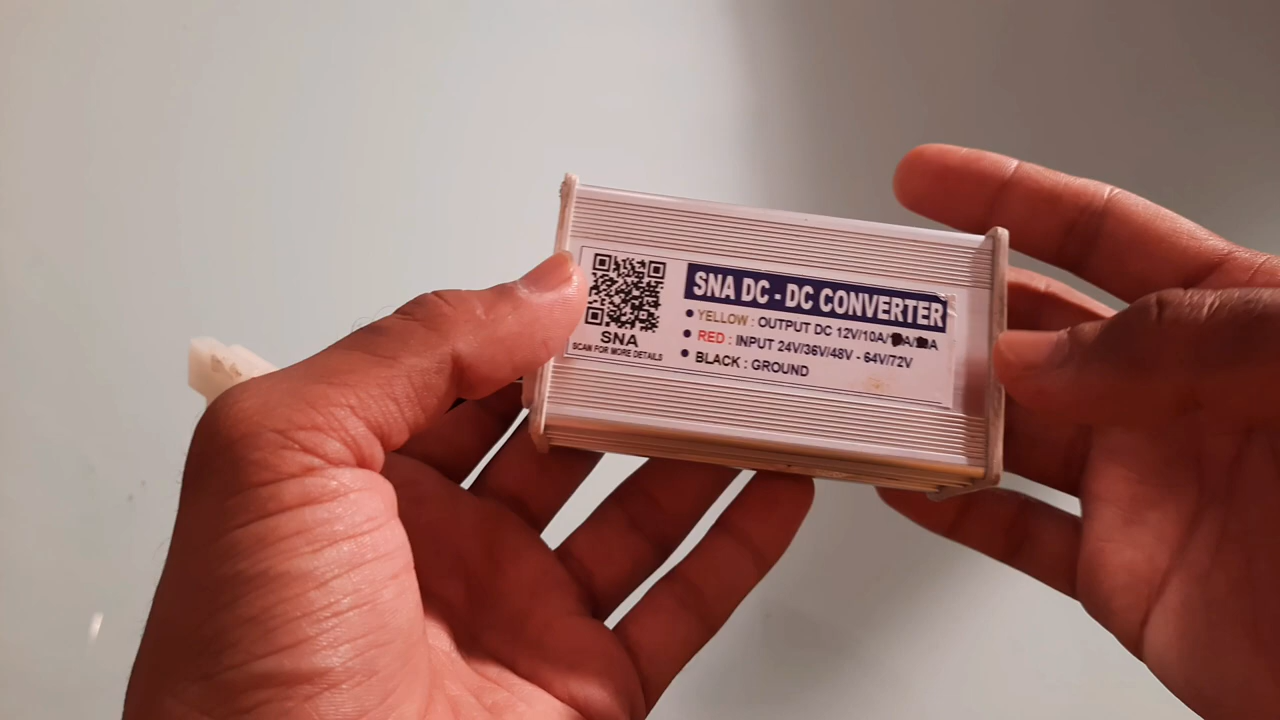 SNA DC - DC CONVERTER
• YELLOW : OUTPUT DC 12V/10A/
• RED : INPUT 24V/36V/48V - 64V/72V
• BLACK : GROUND
SNA
SCAN FOR MORE DETAILS